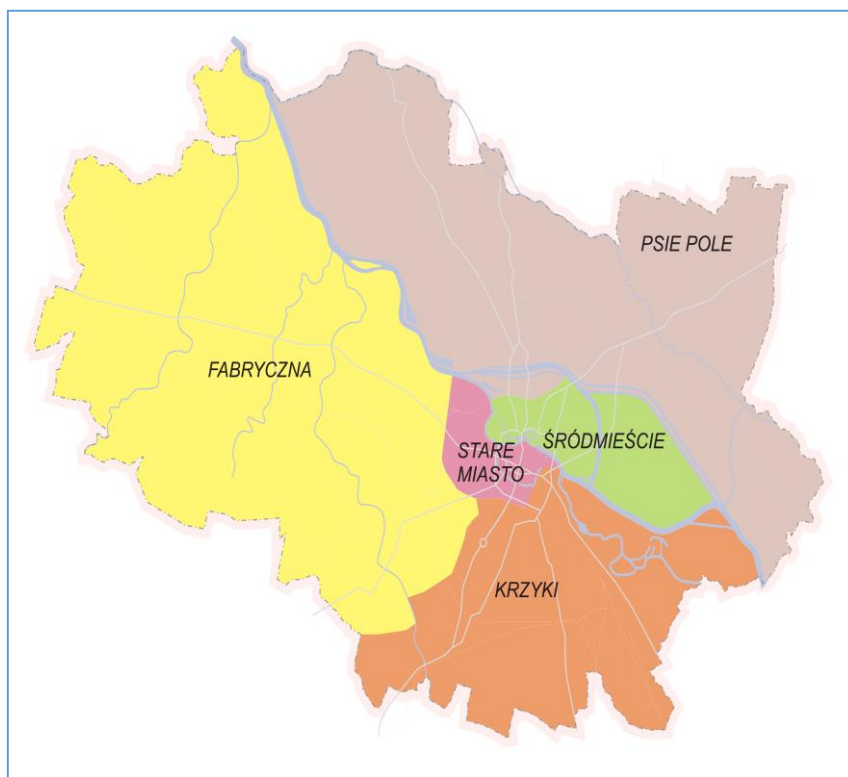 PSIE POLE
FABRYCZNA
ŚRÓDMIEŚCIE
STARE
MIASTO
KRZYKI